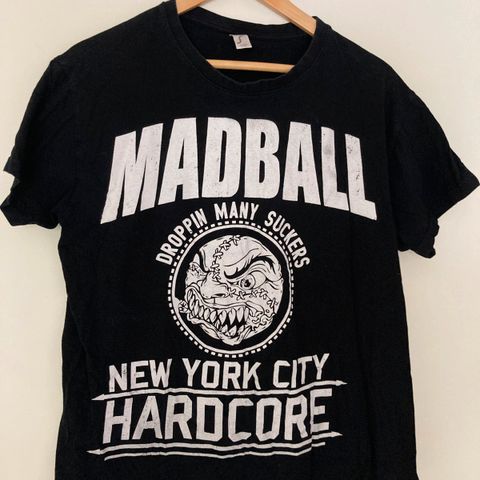 MADBALL
DROPPIN MANY SUCKERS
NEW YORK CITY
HARDCORE